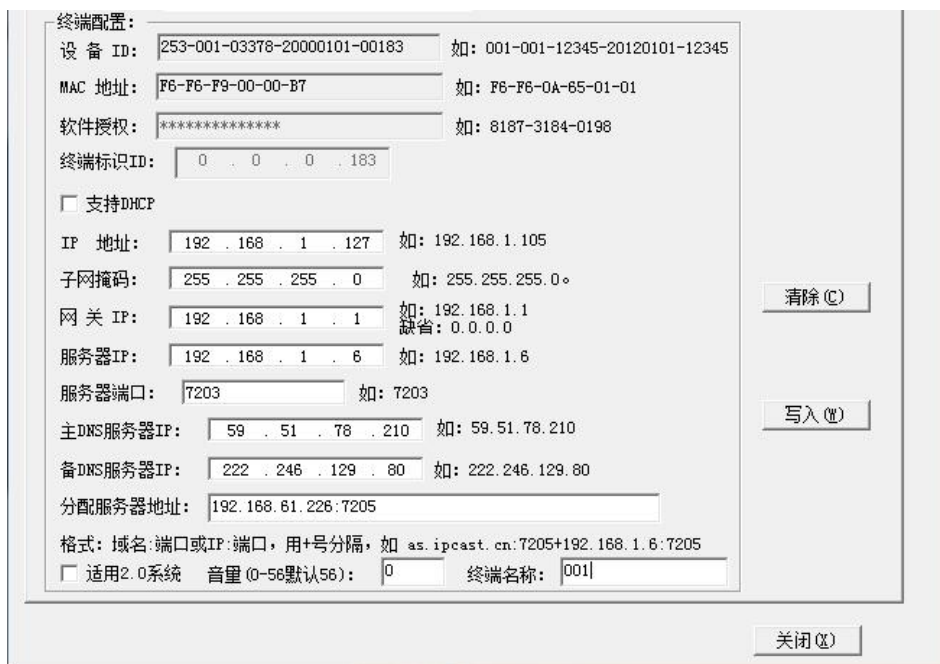 终端配置:
设 备 ID: 253-001-03378-20000101-00183 如: 001-001-12345-20120101-12345
MAC 地址: F6-F6-F9-00-00-B7 如: F6-F6-0A-65-01-01
软件授权: ************** 如: 8187-3184-0198
终端标识ID: 0 . 0 . 0 .183
支持DHCP
IP 地址: 192 .168 . 1 .127 如: 192.168.1.105
子网掩码: 255 .255 .255 . 0 如: 255.255.255.0。
清除(C)
网 关 IP: 192 .168 . 1 . 1 如: 192.168.1.1
缺省: 0.0.0.0
服务器IP: 192 .168 . 1 . 6 如: 192.168.1.6
服务器端口: 7203 如: 7203
写入(W)
主DNS服务器IP: 59 . 51 . 78 .210 如: 59.51.78.210
备DNS服务器IP: 222 .246 .129 . 80 如: 222.246.129.80
分配服务器地址: 192.168.61.226:7205
格式: 域名:端口或IP:端口, 用+号分隔, 如 as.ipcast.cn:7205+192.168.1.6:7205
适用2.0系统 音量(0-56默认56): 0 终端名称: 001
关闭(X)